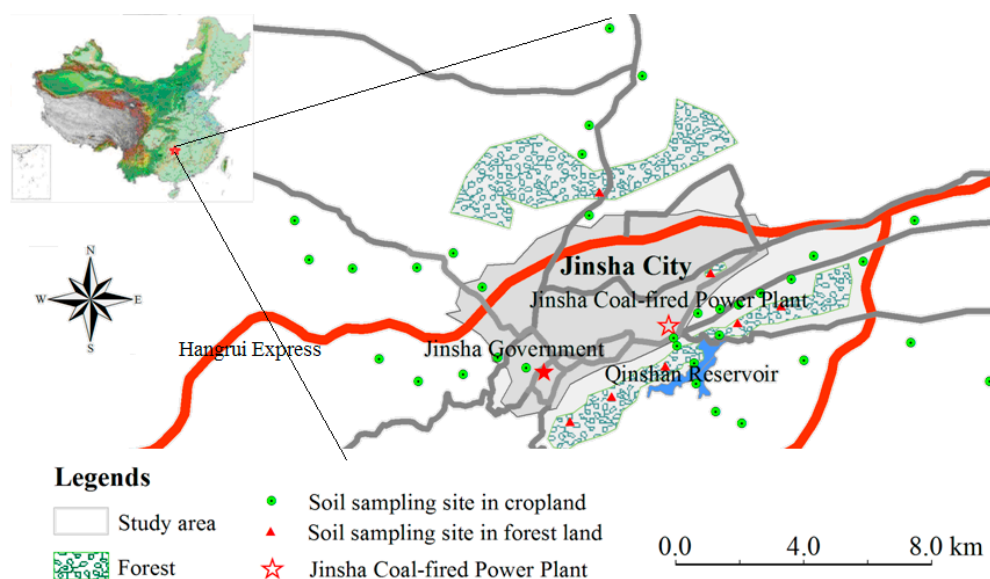 N
W
E
S
Jinsha City
Jinsha Coal-fired Power Plant
Hangrui Express
Jinsha Government
Qinshan Reservoir
Legends
Study area
Forest
Soil sampling site in cropland
Soil sampling site in forest land
Jinsha Coal-fired Power Plant
0.0
4.0
8.0 km